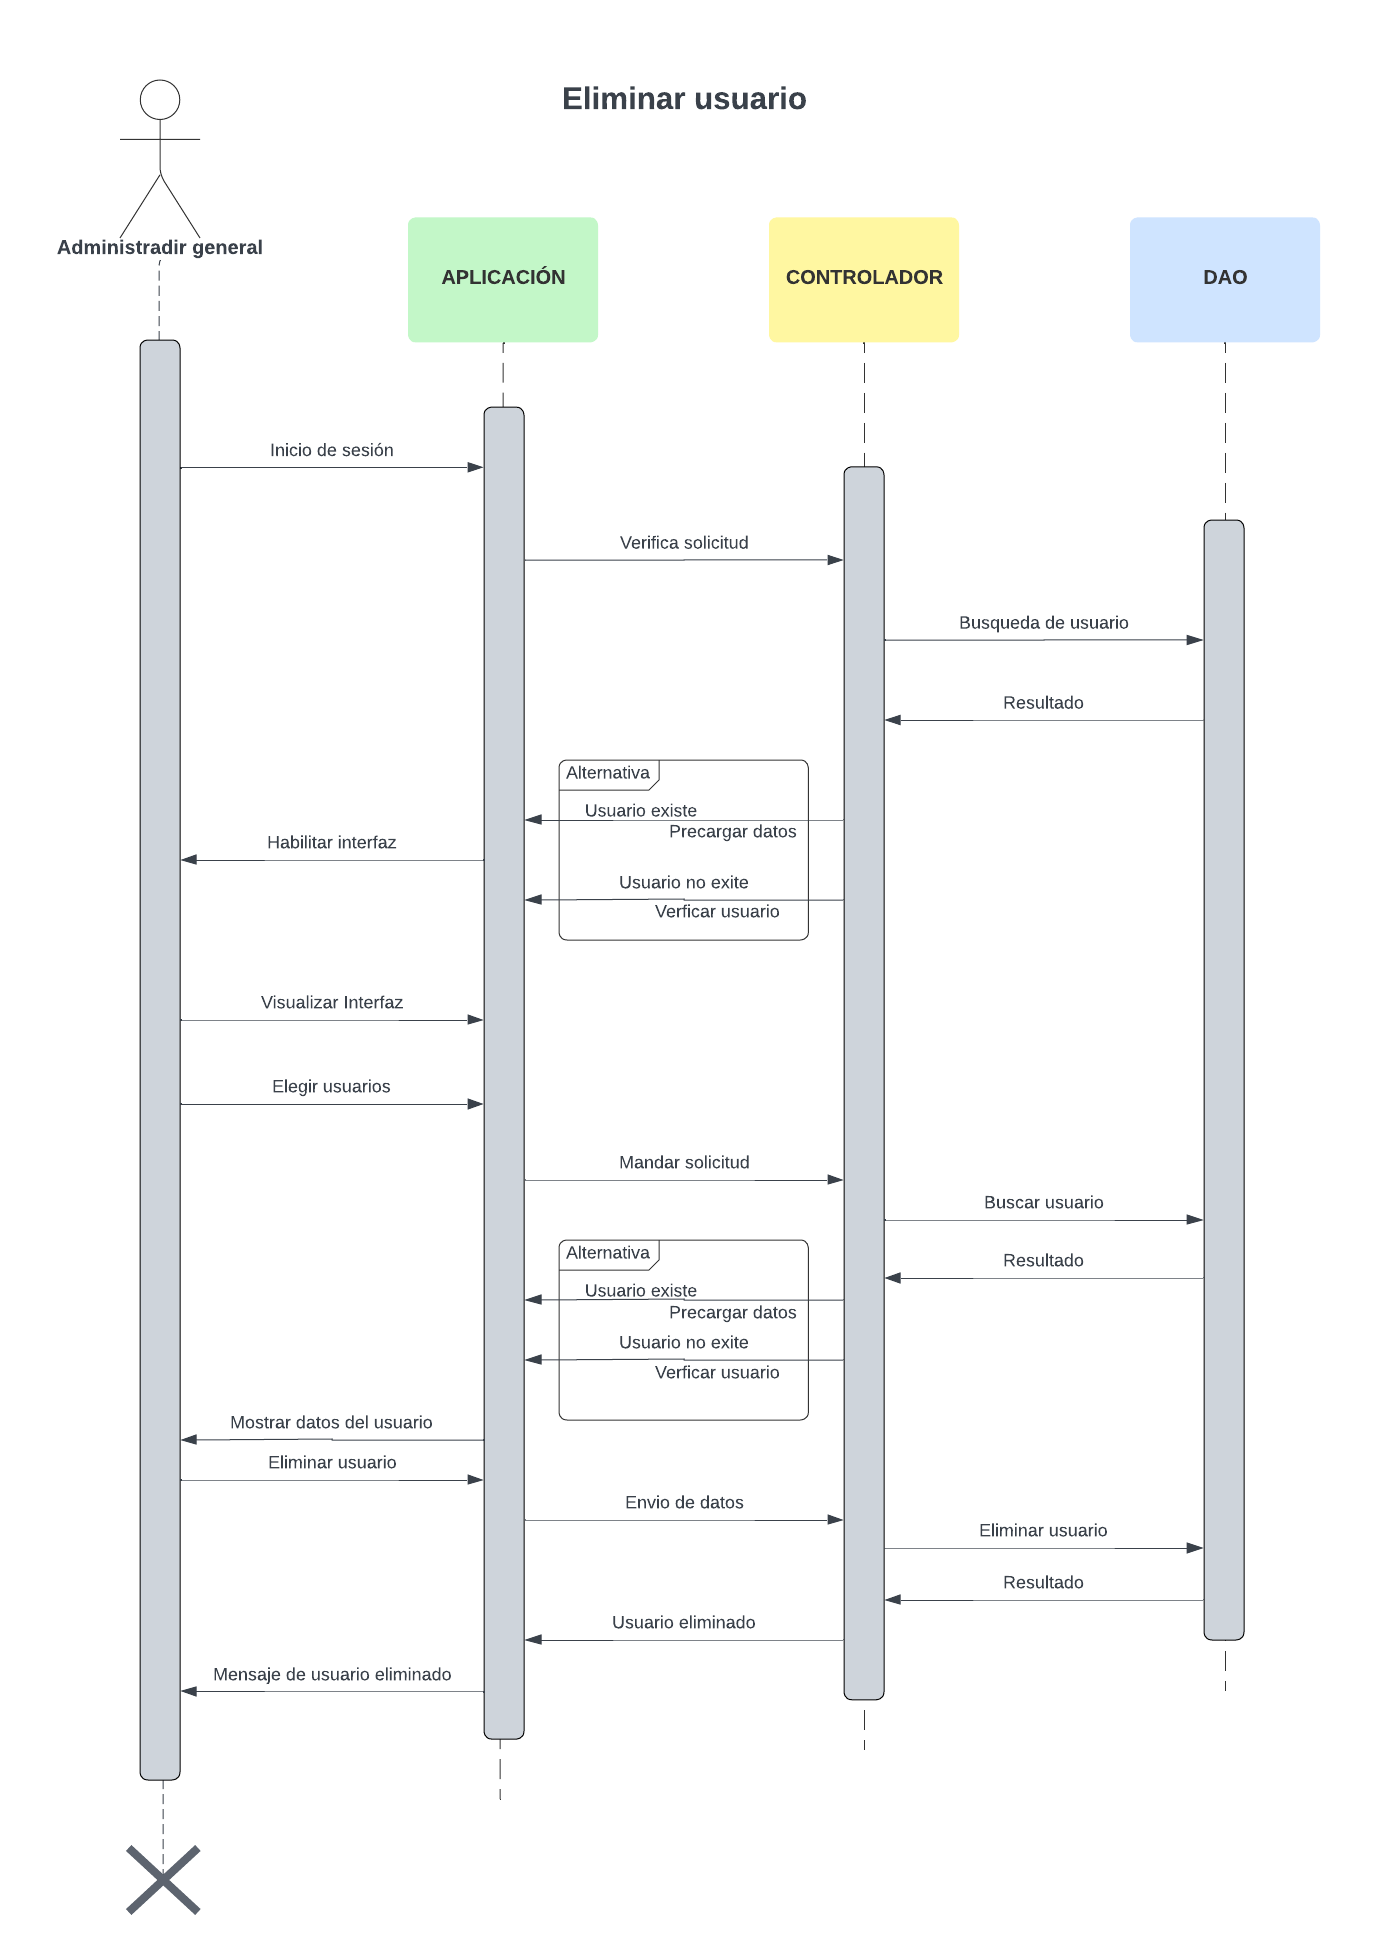 Eliminar usuario
Administradir general
APLICACIÓN
CONTROLADOR
DAO
Inicio de sesión
Verifica solicitud
Busqueda de usuario
Resultado
Alternativa
Usuario existe
Precargar datos
Habilitar interfaz
Usuario no exite
Verficar usuario
Visualizar Interfaz
Elegir usuarios
Mandar solicitud
Buscar usuario
Alternativa
Resultado
Usuario existe
Precargar datos
Usuario no exite
Verficar usuario
Mostrar datos del usuario
Eliminar usuario
Envio de datos
Eliminar usuario
Resultado
Usuario eliminado
Mensaje de usuario eliminado